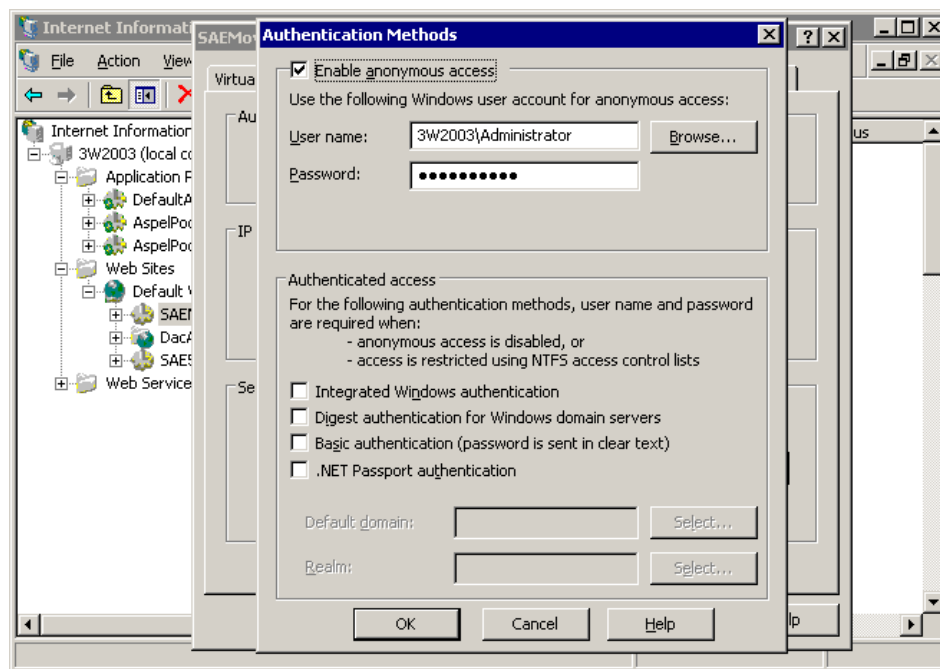 Internet Informati
File Action View
Internet Information
3W2003 (local co
Application P
DefaultA
AspelPoo
AspelPoo
Web Sites
Default W
SAEM
DacA
SAES
Web Service
SAEMov
Virtua
Au
IP
Se
us
lp
Authentication Methods
Enable anonymous access
Use the following Windows user account for anonymous access:
User name: 3W2003\Administrator Browse...
Password: ●●●●●●●●●●
Authenticated access
For the following authentication methods, user name and password
are required when:
- anonymous access is disabled, or
- access is restricted using NTFS access control lists
Integrated Windows authentication
Digest authentication for Windows domain servers
Basic authentication (password is sent in clear text)
.NET Passport authentication
Default domain: Select...
Realm: Select...
OK Cancel Help